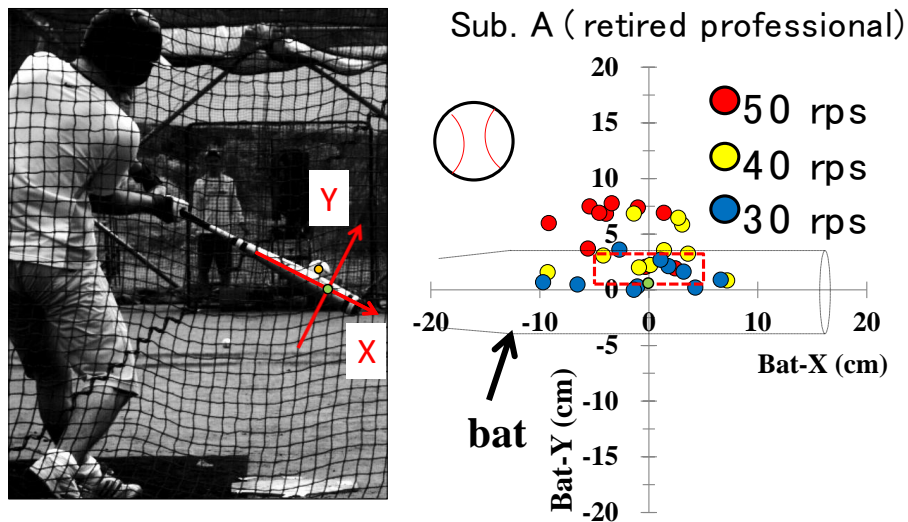 Sub. A ( retired professional)
Y
X
50 rps
40 rps
30 rps
20
15
10
5
0
-5
-10
-15
-20
-20
-10
0
10
20
Bat-X (cm)
Bat-Y (cm)
bat